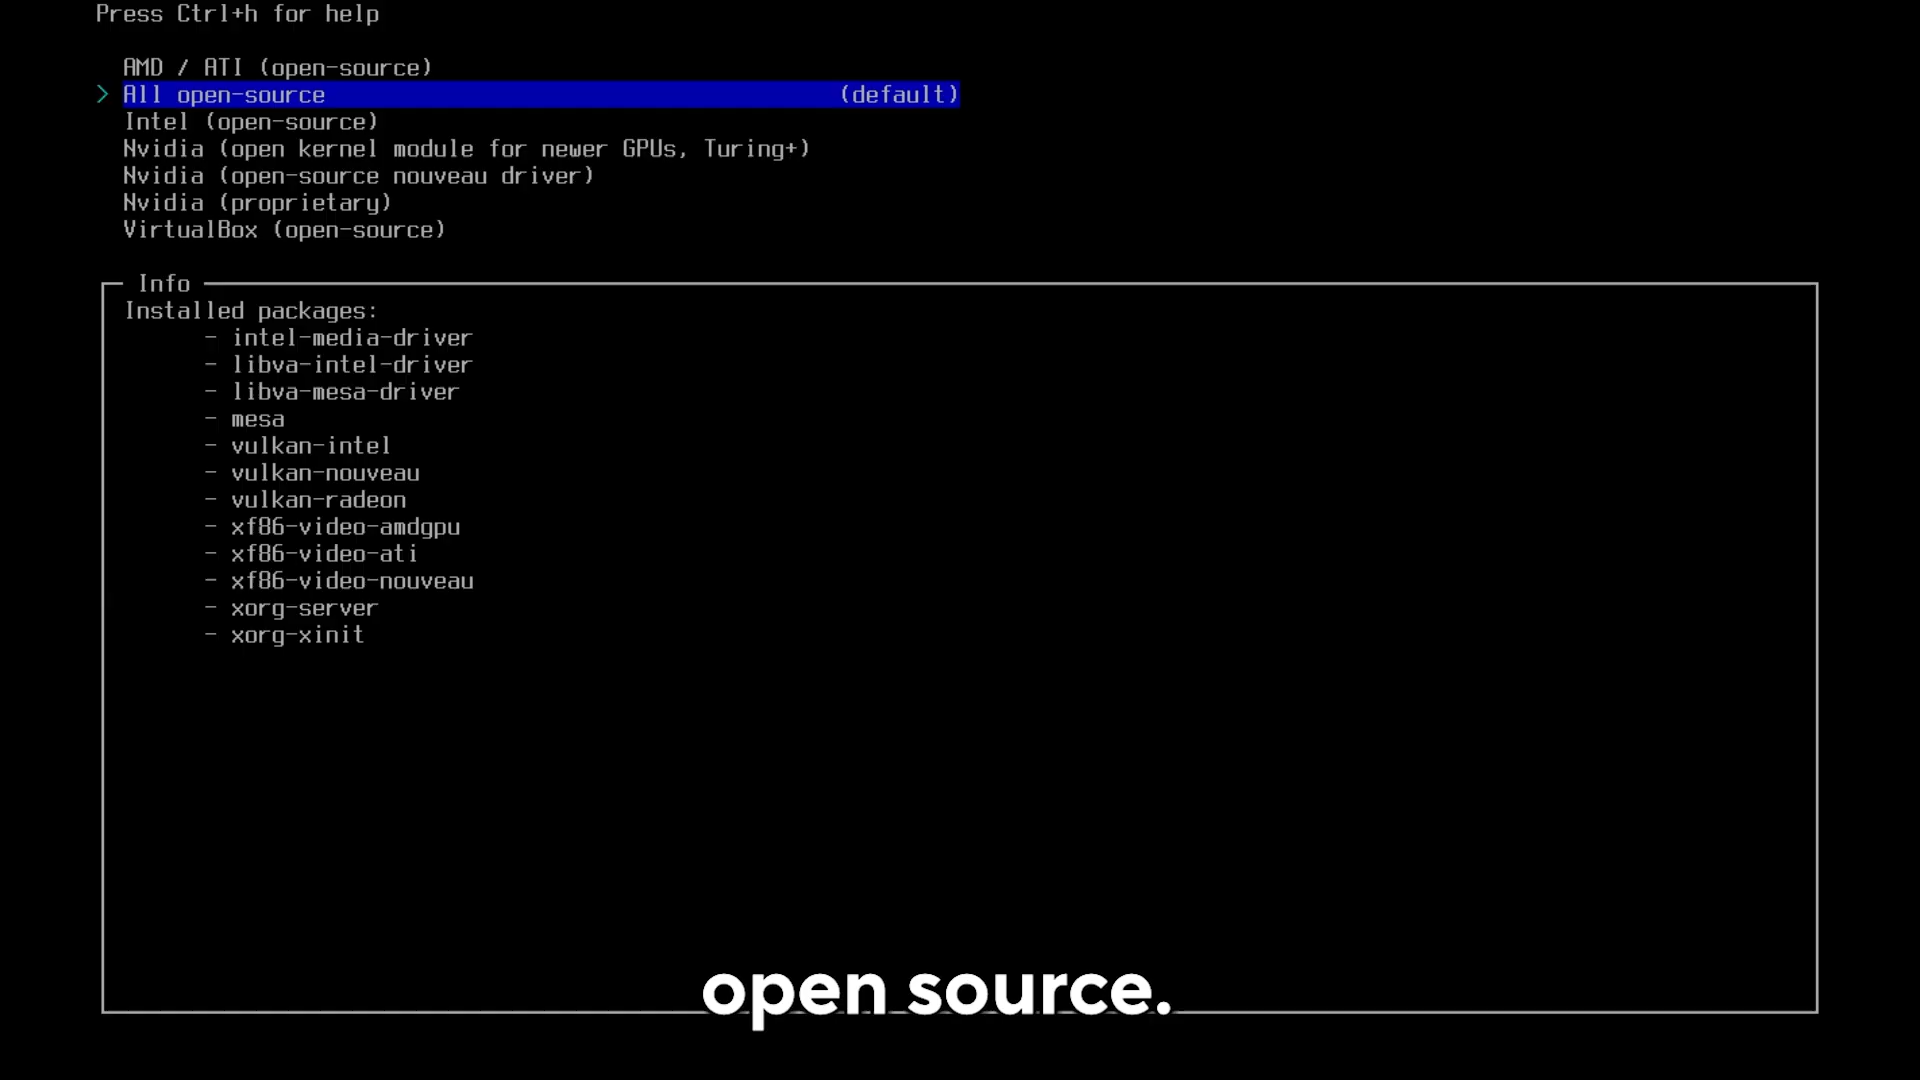 Press Ctrl+h for help
AMD / ATI (open-source)
> All open-source (default)
Intel (open-source)
Nvidia (open kernel module for newer GPUs, Turing+)
Nvidia (open-source nouveau driver)
Nvidia (proprietary)
VirtualBox (open-source)
Info
Installed packages:
- intel-media-driver
- libva-intel-driver
- libva-mesa-driver
- mesa
- vulkan-intel
- vulkan-nouveau
- vulkan-radeon
- xf86-video-amdgpu
- xf86-video-ati
- xf86-video-nouveau
- xorg-server
- xorg-xinit
open source.